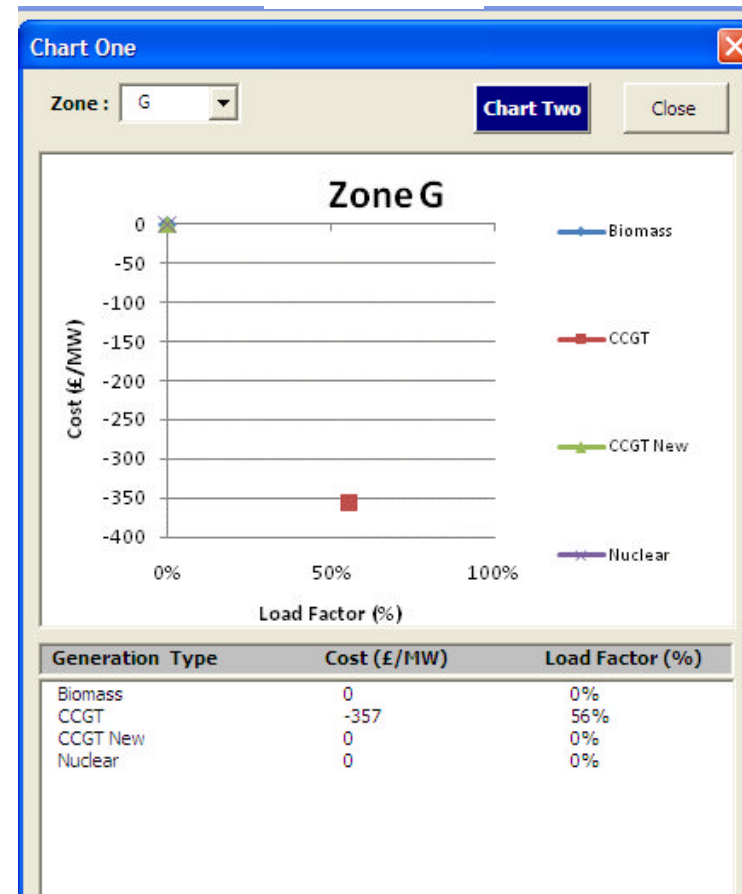 Chart One
Zone : G
Chart Two
Close
Zone G
0
-50
-100
-150
-200
-250
-300
-350
-400
Cost (£/MW)
0% 50% 100%
Load Factor (%)
Biomass
CCGT
CCGT New
Nuclear
Generation Type Cost (£/MW) Load Factor (%)
Biomass 0 0%
CCGT -357 56%
CCGT New 0 0%
Nuclear 0 0%